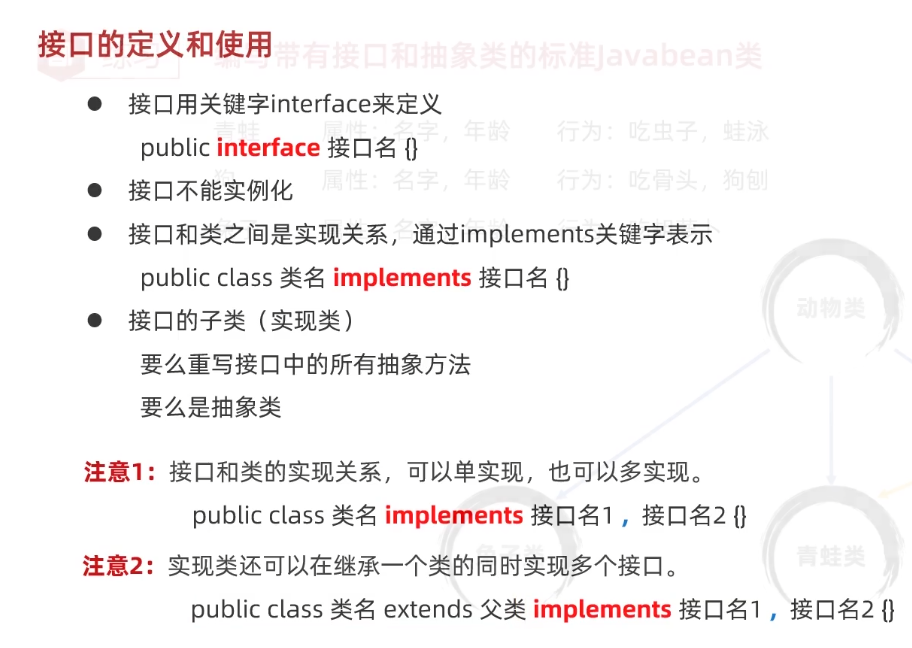 接口的定义和使用
编写带有接口和抽象类的标准Javabean类
● 接口用关键字interface来定义
青蛙 属性：名字，年龄 行为：吃虫子，蛙泳
public interface 接口名 {}
狗 属性：名字，年龄 行为：吃骨头，狗刨
● 接口不能实例化
● 接口和类之间是实现关系，通过implements关键字表示
public class 类名 implements 接口名 {}
动物类
● 接口的子类（实现类）
要么重写接口中的所有抽象方法
要么是抽象类
注意1：接口和类的实现关系，可以单实现，也可以多实现。
public class 类名 implements 接口名1 ，接口名2 {}
兔子类
青蛙类
注意2：实现类还可以在继承一个类的同时实现多个接口。
public class 类名 extends 父类 implements 接口名1 ，接口名2 {}